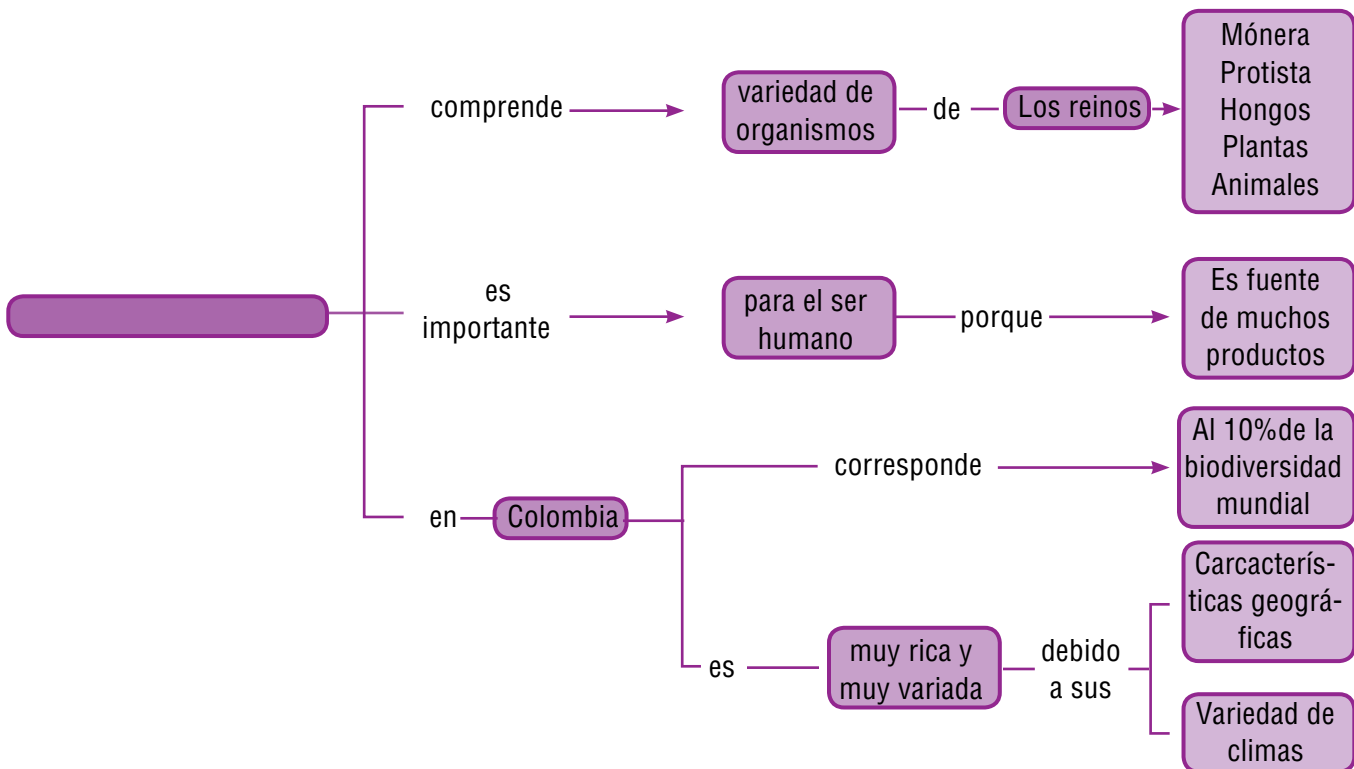 comprende
variedad de
organismos
de
Los reinos
Mónera
Protista
Hongos
Plantas
Animales
es
importante
para el ser
humano
porque
Es fuente
de muchos
productos
en
Colombia
corresponde
Al 10%de la
biodiversidad
mundial
es
muy rica y
muy variada
debido
a sus
Carcacterís-
ticas geográ-
ficas
Variedad de
climas